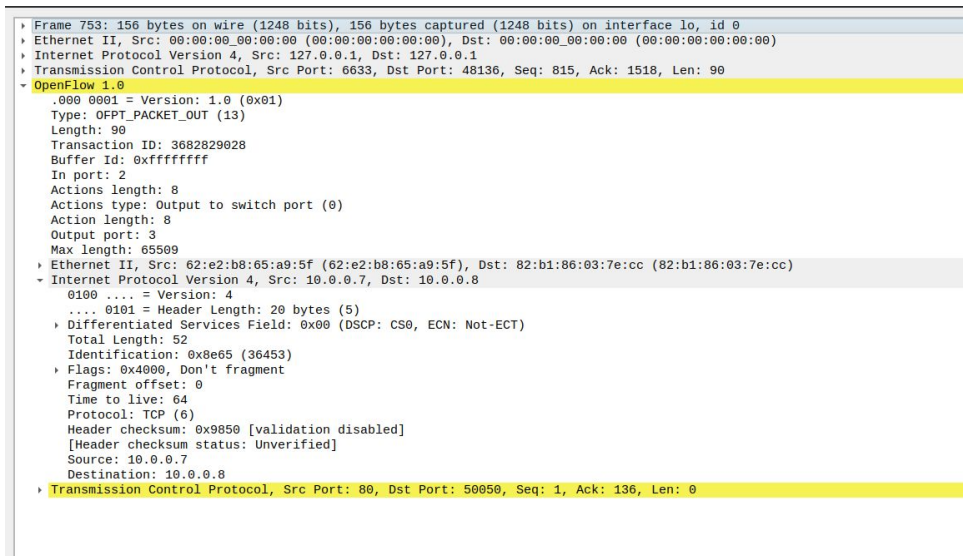 Frame 753: 156 bytes on wire (1248 bits), 156 bytes captured (1248 bits) on interface lo, id 0
Ethernet II, Src: 00:00:00_00:00:00 (00:00:00:00:00:00), Dst: 00:00:00_00:00:00 (00:00:00:00:00:00)
Internet Protocol Version 4, Src: 127.0.0.1, Dst: 127.0.0.1
Transmission Control Protocol, Src Port: 6633, Dst Port: 48136, Seq: 815, Ack: 1518, Len: 90
OpenFlow 1.0
.000 0001 = Version: 1.0 (0x01)
Type: OFPT_PACKET_OUT (13)
Length: 90
Transaction ID: 3682829028
Buffer Id: 0xffffffff
In port: 2
Actions length: 8
Actions type: Output to switch port (0)
Action length: 8
Output port: 3
Max length: 65509
Ethernet II, Src: 62:e2:b8:65:a9:5f (62:e2:b8:65:a9:5f), Dst: 82:b1:86:03:7e:cc (82:b1:86:03:7e:cc)
Internet Protocol Version 4, Src: 10.0.0.7, Dst: 10.0.0.8
0100 .... = Version: 4
.... 0101 = Header Length: 20 bytes (5)
Differentiated Services Field: 0x00 (DSCP: CS0, ECN: Not-ECT)
Total Length: 52
Identification: 0x8e65 (36453)
Flags: 0x4000, Don't fragment
Fragment offset: 0
Time to live: 64
Protocol: TCP (6)
Header checksum: 0x9850 [validation disabled]
[Header checksum status: Unverified]
Source: 10.0.0.7
Destination: 10.0.0.8
Transmission Control Protocol, Src Port: 80, Dst Port: 50050, Seq: 1, Ack: 136, Len: 0